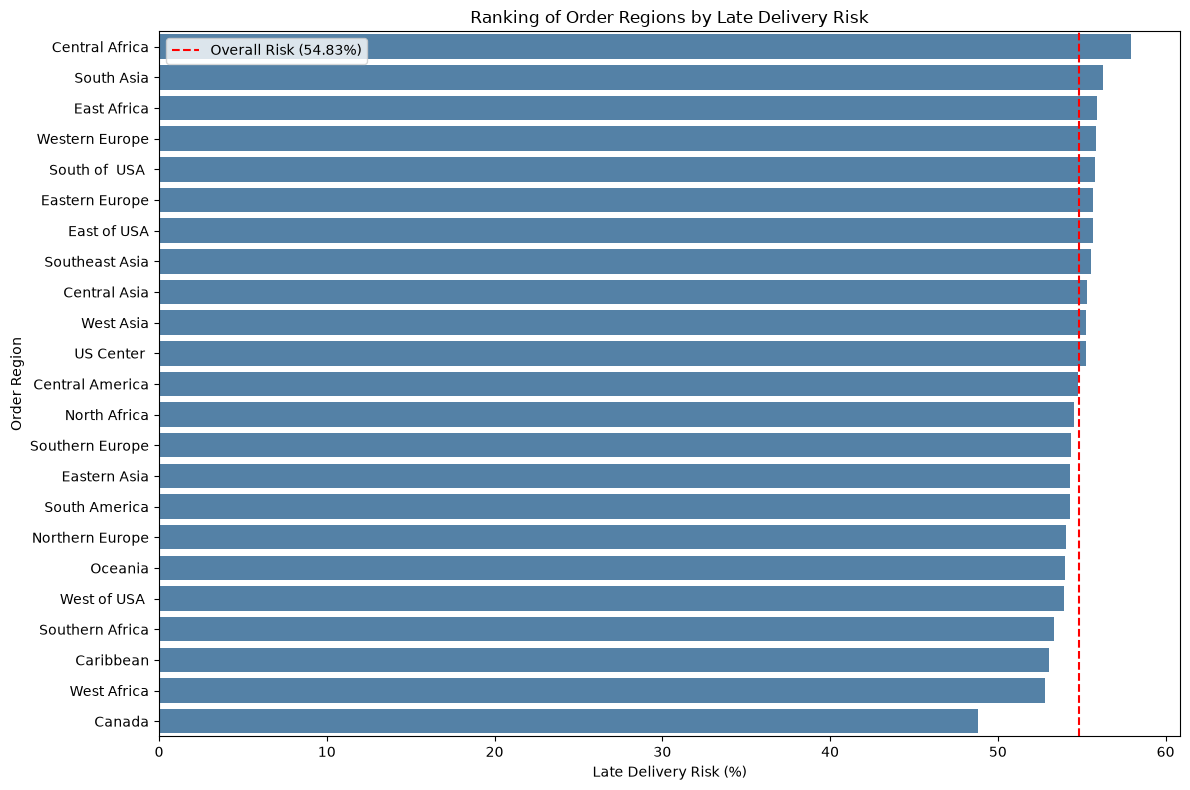 Ranking of Order Regions by Late Delivery Risk
Overall Risk (54.83%)
Order Region
Central Africa
South Asia
East Africa
Western Europe
South of  USA
Eastern Europe
East of USA
Southeast Asia
Central Asia
West Asia
US Center
Central America
North Africa
Southern Europe
Eastern Asia
South America
Northern Europe
Oceania
West of USA
Southern Africa
Caribbean
West Africa
Canada
0 10 20 30 40 50 60
Late Delivery Risk (%)